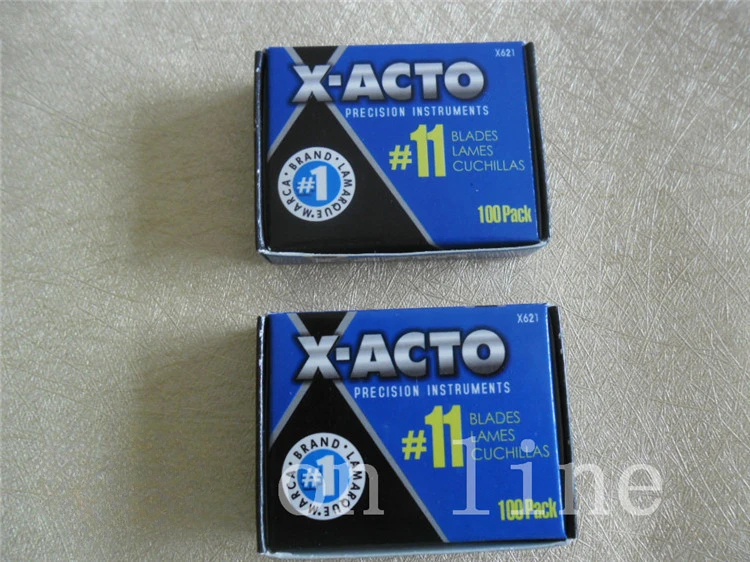 X621
X-ACTO
PRECISION INSTRUMENTS
#11
BLADES
LAMES
CUCHILLAS
BRAND • LAMARQUE • MARCA •
#1
100 Pack
X621
X-ACTO
PRECISION INSTRUMENTS
#11
BLADES
LAMES
CUCHILLAS
BRAND • LAMARQUE • MARCA •
#1
100 Pack
on line